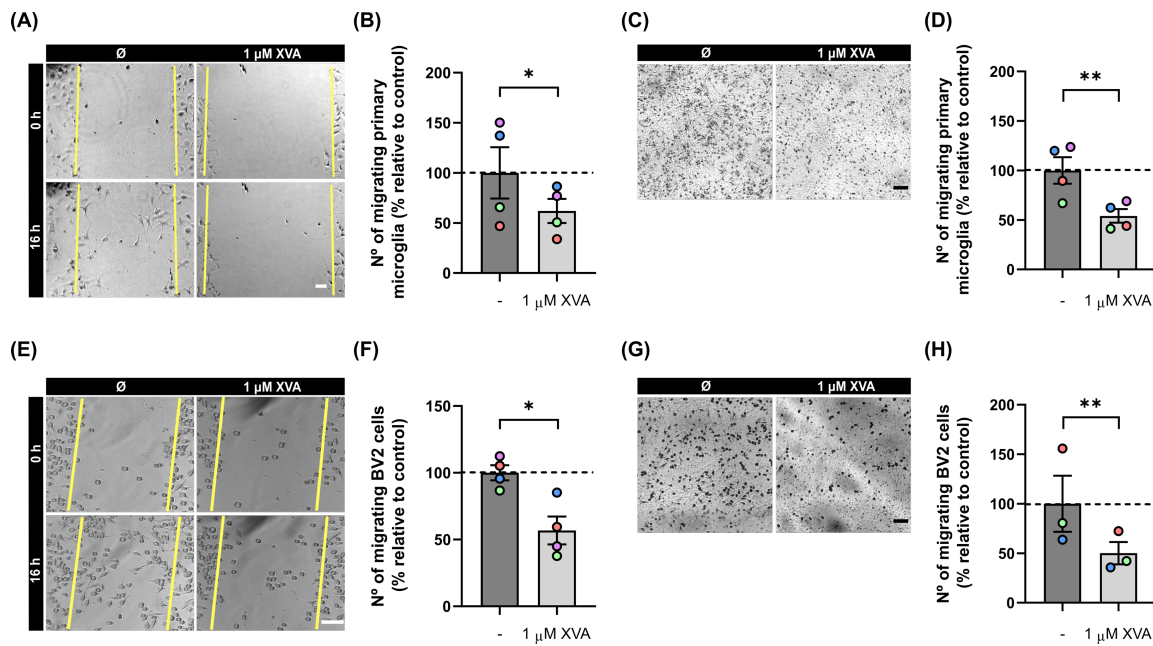 (A)
Ø
1 µM XVA
0 h
16 h
(B)
Nº of migrating primary
microglia (% relative to control)
200
150
100
50
0
*
-
1 µM XVA
(C)
Ø
1 µM XVA
(D)
Nº of migrating primary
microglia (% relative to control)
200
150
100
50
0
**
-
1 µM XVA
(E)
Ø
1 µM XVA
0 h
16 h
(F)
Nº of migrating BV2 cells
(% relative to control)
150
100
50
0
*
-
1 µM XVA
(G)
Ø
1 µM XVA
(H)
Nº of migrating BV2 cells
(% relative to control)
200
150
100
50
0
**
-
1 µM XVA